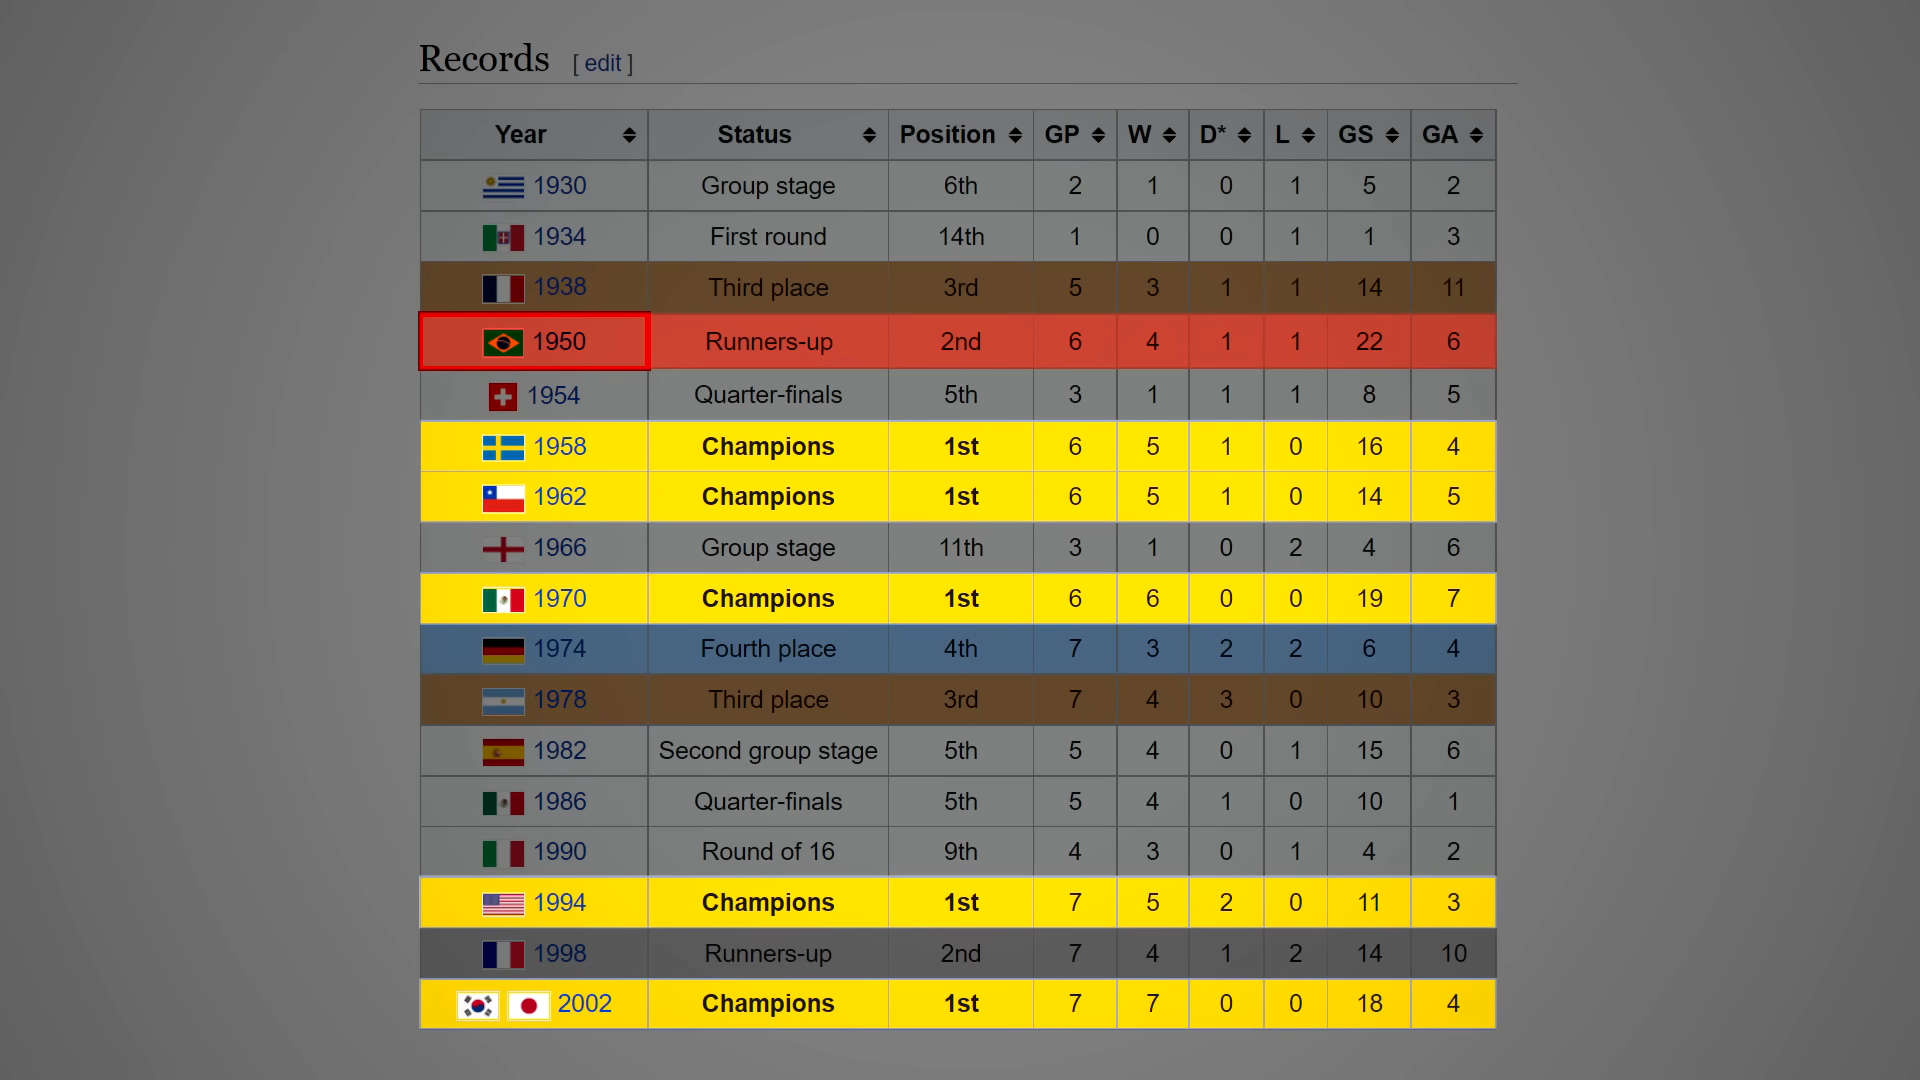 Records [ edit ]
Year Status Position GP W D* L GS GA
1930 Group stage 6th 2 1 0 1 5 2
1934 First round 14th 1 0 0 1 1 3
1938 Third place 3rd 5 3 1 1 14 11
1950 Runners-up 2nd 6 4 1 1 22 6
1954 Quarter-finals 5th 3 1 1 1 8 5
1958 Champions 1st 6 5 1 0 16 4
1962 Champions 1st 6 5 1 0 14 5
1966 Group stage 11th 3 1 0 2 4 6
1970 Champions 1st 6 6 0 0 19 7
1974 Fourth place 4th 7 3 2 2 6 4
1978 Third place 3rd 7 4 3 0 10 3
1982 Second group stage 5th 5 4 0 1 15 6
1986 Quarter-finals 5th 5 4 1 0 10 1
1990 Round of 16 9th 4 3 0 1 4 2
1994 Champions 1st 7 5 2 0 11 3
1998 Runners-up 2nd 7 4 1 2 14 10
2002 Champions 1st 7 7 0 0 18 4